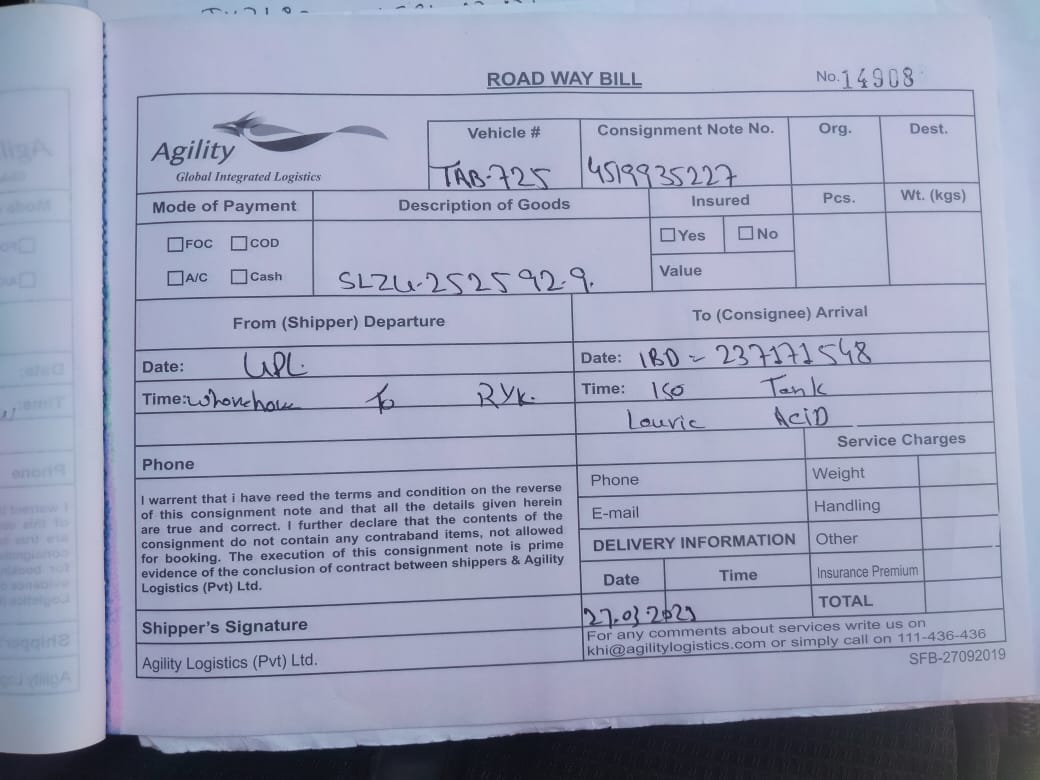 ROAD WAY BILL
No. 14908
Agility
Global Integrated Logistics
Vehicle #
Consignment Note No.
Org.
Dest.
TAB-725
4519935227
Mode of Payment
Description of Goods
Insured
Pcs.
Wt. (kgs)
FOC
COD
Yes
No
A/C
Cash
SLZU-252592-9.
Value
From (Shipper) Departure
To (Consignee) Arrival
Date: UPL.
Date: IBD - 237171548
Time: to RYK.
Time: ISO Tank
Louric AciD
Service Charges
Phone
Phone
Weight
I warrent that i have reed the terms and condition on the reverse
of this consignment note and that all the details given herein
are true and correct. I further declare that the contents of the
consignment do not contain any contraband items, not allowed
for booking. The execution of this consignment note is prime
evidence of the conclusion of contract between shippers & Agility
Logistics (Pvt) Ltd.
E-mail
Handling
DELIVERY INFORMATION
Other
Date
Time
Insurance Premium
TOTAL
Shipper's Signature
For any comments about services write us on
khi@agilitylogistics.com or simply call on 111-436-436
Agility Logistics (Pvt) Ltd.
SFB-27092019